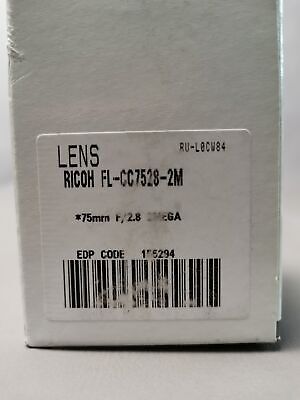 LENS
RU-L0CW84
RICOH FL-CC7528-2M
*75mm F/2.8 2MEGA
EDP CODE